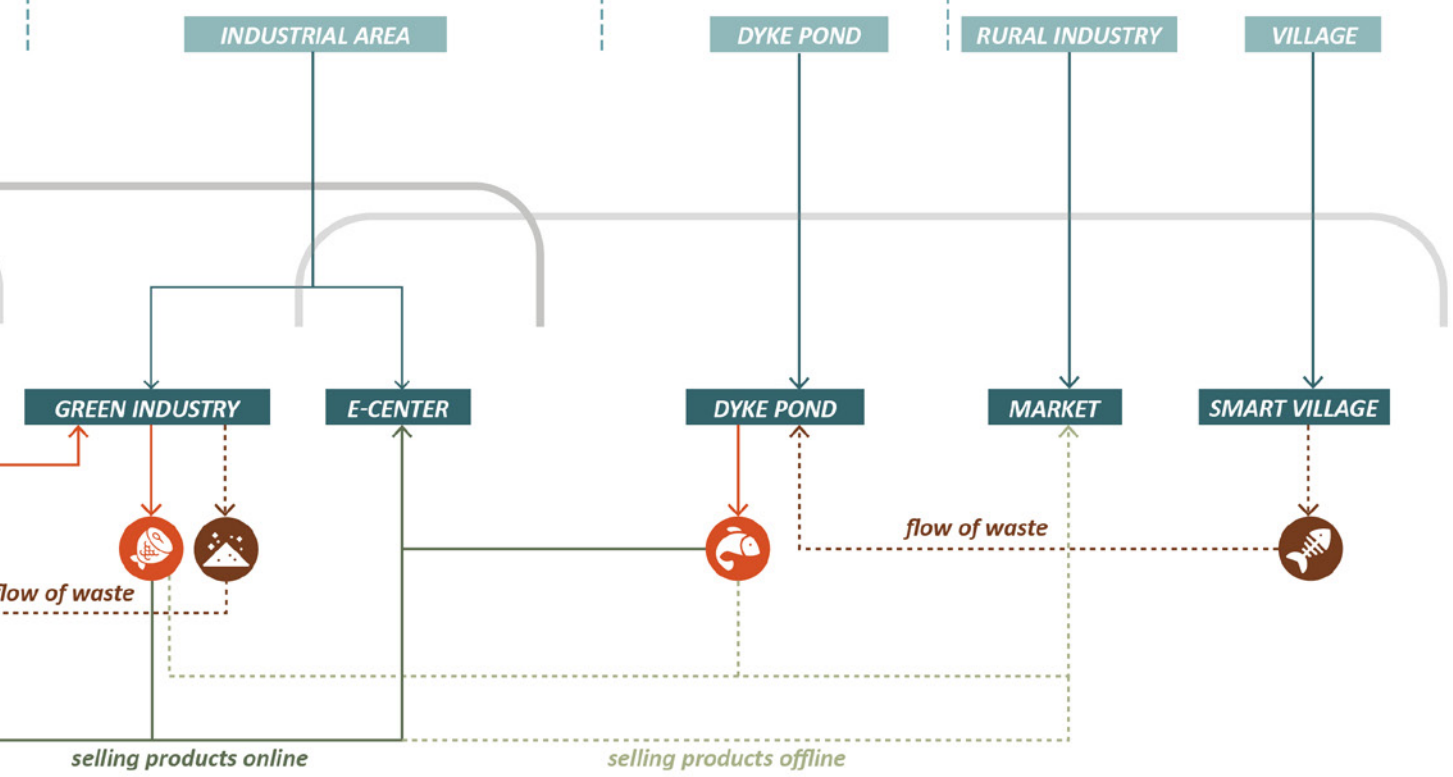 INDUSTRIAL AREA
DYKE POND
RURAL INDUSTRY
VILLAGE
GREEN INDUSTRY
E-CENTER
DYKE POND
MARKET
SMART VILLAGE
flow of waste
flow of waste
selling products online
selling products offline